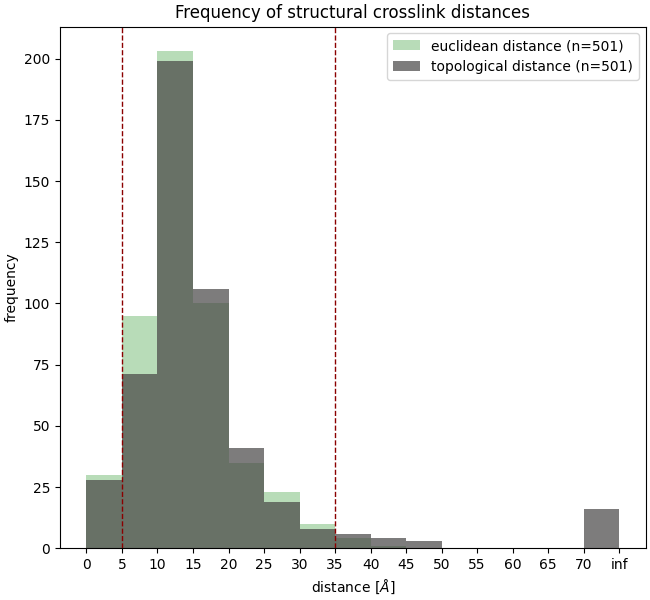 Frequency of structural crosslink distances
euclidean distance (n=501)
topological distance (n=501)
frequency
200
175
150
125
100
75
50
25
0
0 5 10 15 20 25 30 35 40 45 50 55 60 65 70 inf
distance [Å]